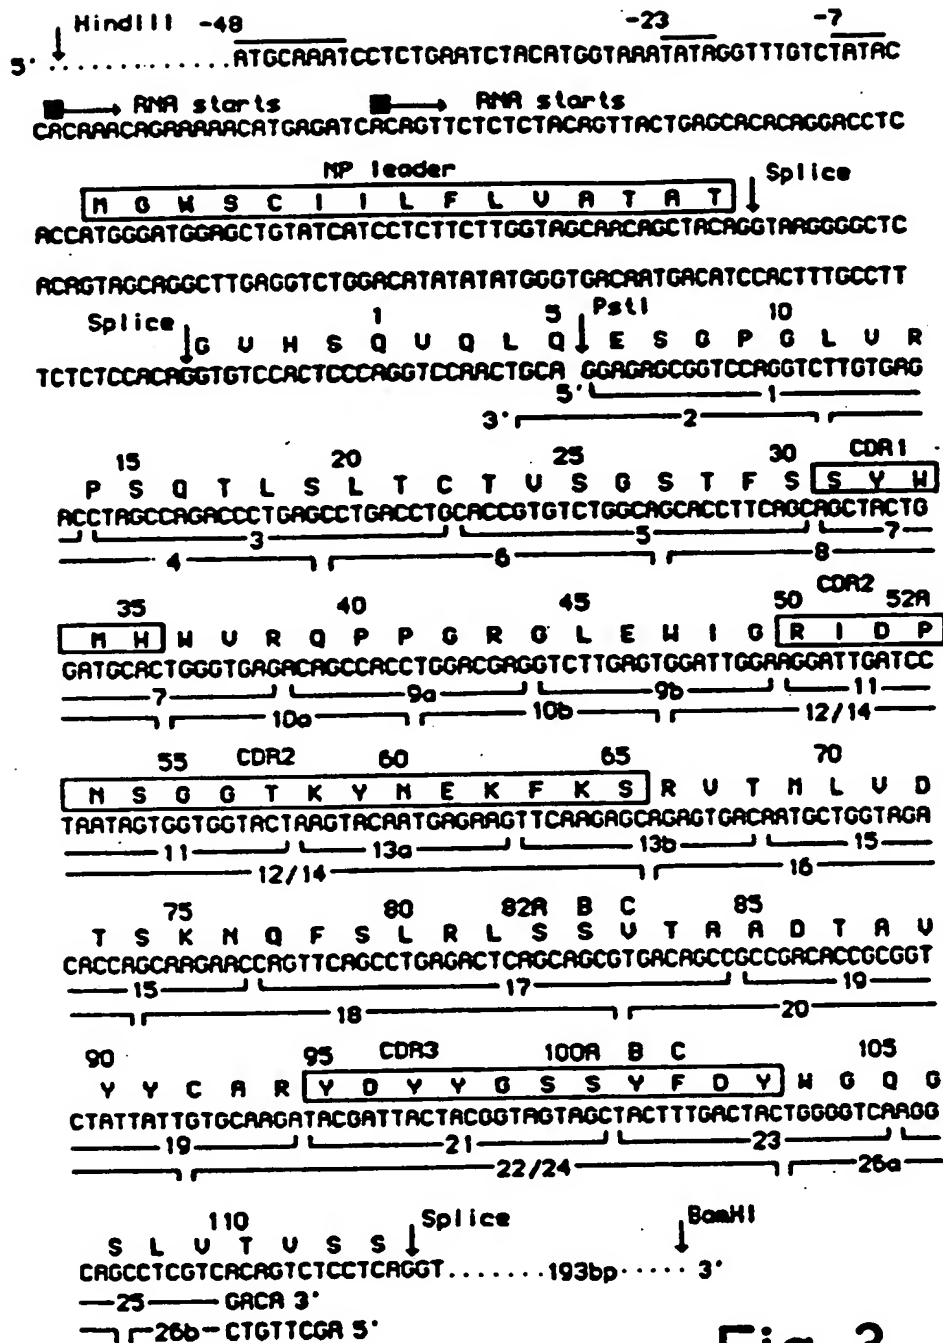 HindIII -48 -23 -7
5' .............ATGCAAATCCTCTGAATCTACATGGTAAATATAGGTTTGTCTATAC
RNA starts RNA starts
CACAAACAGAAAAACATGAGATCACAGTTCTCTCTACAGTTACTGAGCACACAGGACCTC
MP leader Splice
M G W S C I I L F L V A T A T
ACCATGGGATGGAGCTGTATCATCCTCTTCTTGGTAGCAACAGCTACAGGTAAGGGGCTC
ACAGTAGCAGGCTTGAGGTCTGGACATATATATGGGTGACAATGACATCCACTTTGCCTT
Splice 1 5 PstI 10
G V H S Q V Q L Q E S G P G L V R
TCTCTCCACAGGTGTCCACTCCCAGGTCCAACTGCA GGAGAGCGGTCCAGGTCTTGTGAG
5' 1
3' 2
15 20 25 30 CDR1
P S Q T L S L T C T V S G S T F S S Y W
ACCTAGCCAGACCCTGAGCCTGACCTGCACCGTGTCTGGCAGCACCTTCAGCAGCTACTG
3 5 7
4 6 8
35 40 45 50 CDR2 52A
M H W V R Q P P G R G L E W I G R I D P
GATGCACTGGGTGAGACAGCCACCTGGACGAGGTCTTGAGTGGATTGGAAGGATTGATCC
7 9a 9b 11
10a 10b 12/14
55 CDR2 60 65 70
N S G G T K Y N E K F K S R V T M L V D
TAATAGTGGTGGTACTAAGTACAATGAGAAGTTCAAGAGCAGAGTGACAATGCTGGTAGA
11 13a 13b 15
12/14 16
75 80 82A B C 85
T S K N Q F S L R L S S V T A A D T A V
CACCAGCAAGAACCAGTTCAGCCTGAGACTCAGCAGCGTGACAGCCGCCGACACCGCGGT
15 17 19
18 20
90 95 CDR3 100A B C 105
Y Y C A R Y D Y Y G S S Y F D Y W G Q G
CTATTATTGTGCAAGATACGATTACTACGGTAGTAGCTACTTTGACTACTGGGGTCAAGG
19 21 23
22/24 26a
110 Splice BamHI
S L V T V S S
CAGCCTCGTCACAGTCTCCTCAGGT.......193bp..... 3'
25 GACA 3'
26b CTGTTCGA 5'
Fig. 3